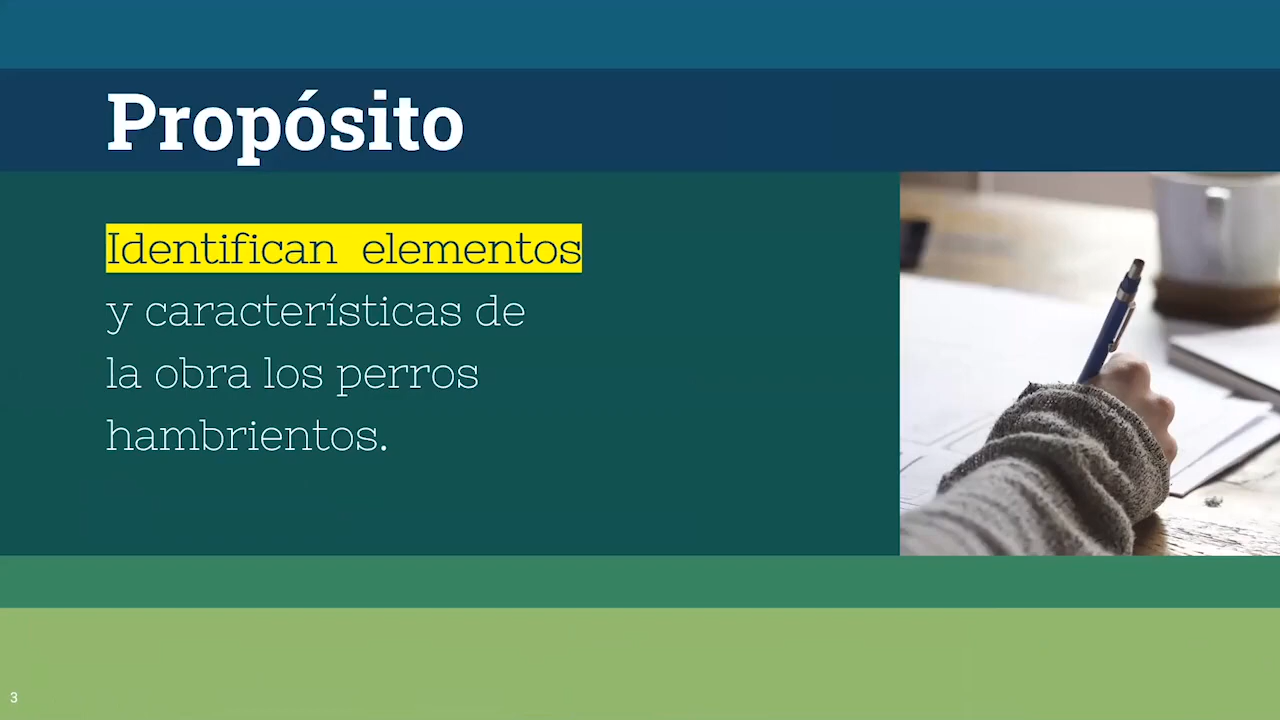 Propósito
Identifican elementos
y características de
la obra los perros
hambrientos.
3